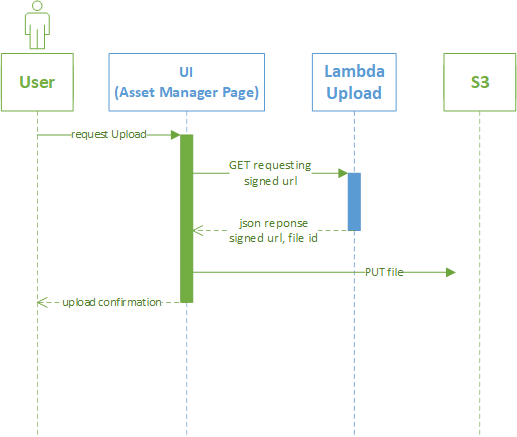 User
UI
(Asset Manager Page)
Lambda
Upload
S3
request Upload
GET requesting
signed url
json reponse
signed url, file id
PUT file
upload confirmation